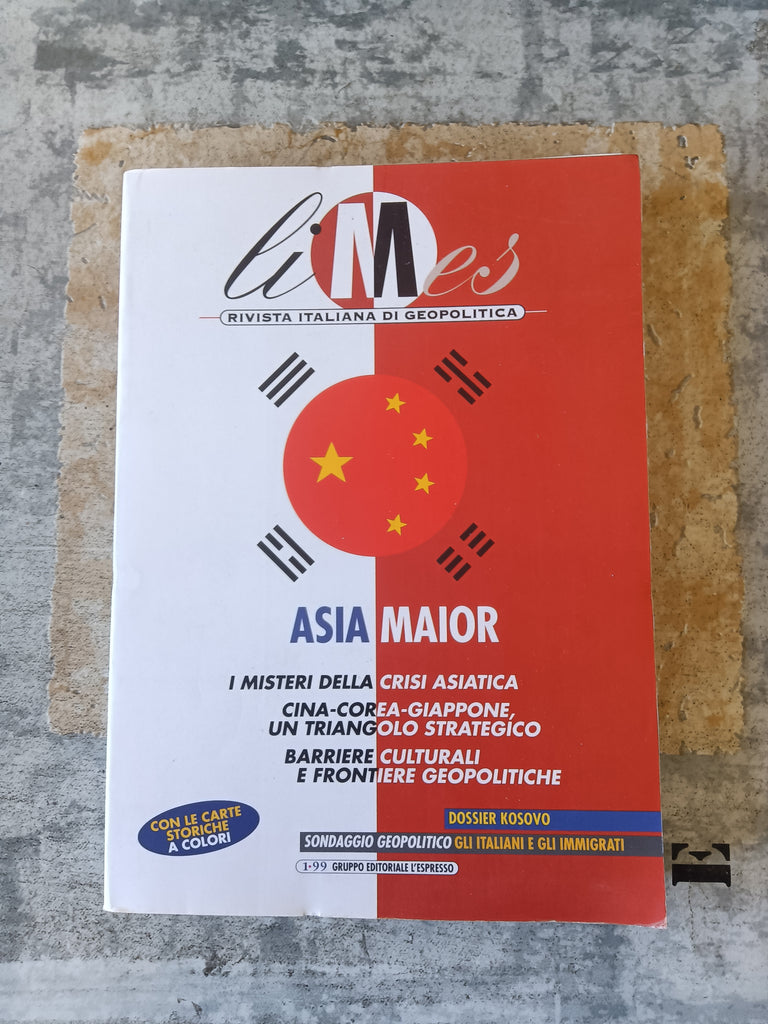 liMes
RIVISTA ITALIANA DI GEOPOLITICA
ASIA MAIOR
I MISTERI DELLA CRISI ASIATICA
CINA-COREA-GIAPPONE,
UN TRIANGOLO STRATEGICO
BARRIERE CULTURALI
E FRONTIERE GEOPOLITICHE
CON LE CARTE
STORICHE
A COLORI
DOSSIER KOSOVO
SONDAGGIO GEOPOLITICO GLI ITALIANI E GLI IMMIGRATI
1•99 GRUPPO EDITORIALE L'ESPRESSO